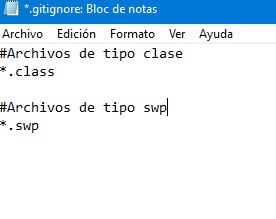 *.gitignore: Bloc de notas
Archivo Edición Formato Ver Ayuda
#Archivos de tipo clase
*.class

#Archivos de tipo swp
*.swp